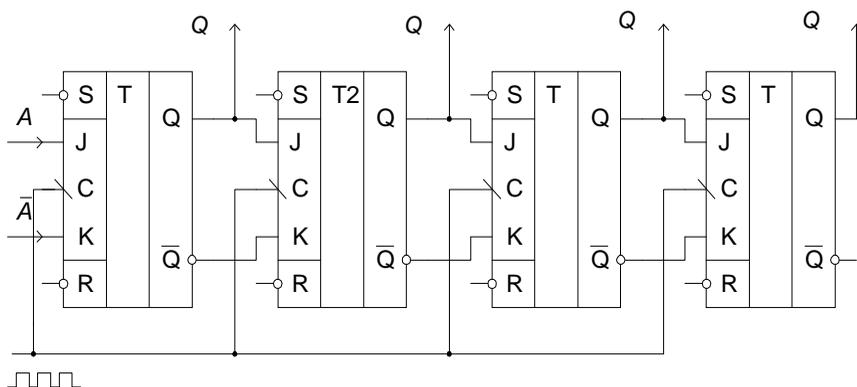 Q Q Q Q
S T S T2 S T S T
A Q Q Q Q
J J J J
C C C C
A̅ K K K K
Q̅ Q̅ Q̅ Q̅
R R R R